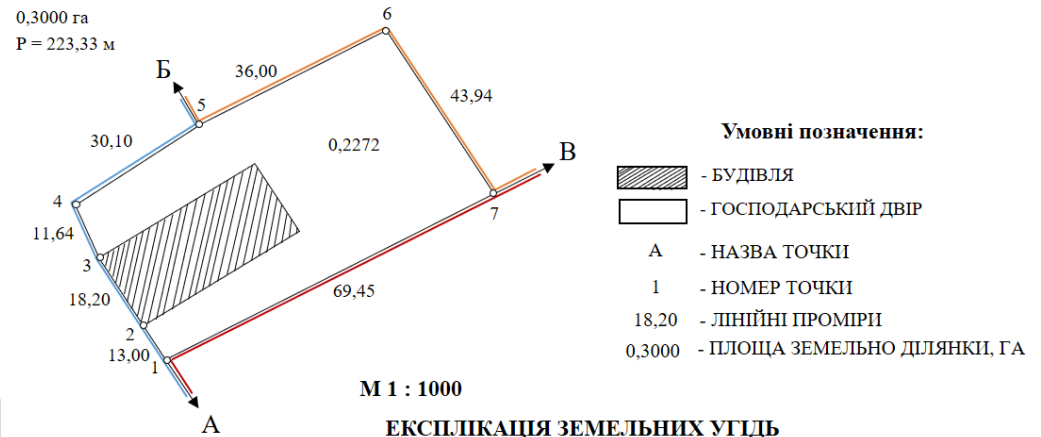 0,3000 га
P = 223,33 м
6
Б
36,00
5
43,94
30,10
0,2272
В
4
7
11,64
3
69,45
18,20
2
13,00
1
М 1 : 1000
А
Умовні позначення:
- БУДІВЛЯ
- ГОСПОДАРСЬКИЙ ДВІР
А - НАЗВА ТОЧКИ
1 - НОМЕР ТОЧКИ
18,20 - ЛІНІЙНІ ПРОМІРИ
0,3000 - ПЛОЩА ЗЕМЕЛЬНО ДІЛЯНКИ, ГА
ЕКСПЛІКАЦІЯ ЗЕМЕЛЬНИХ УГІДЬ